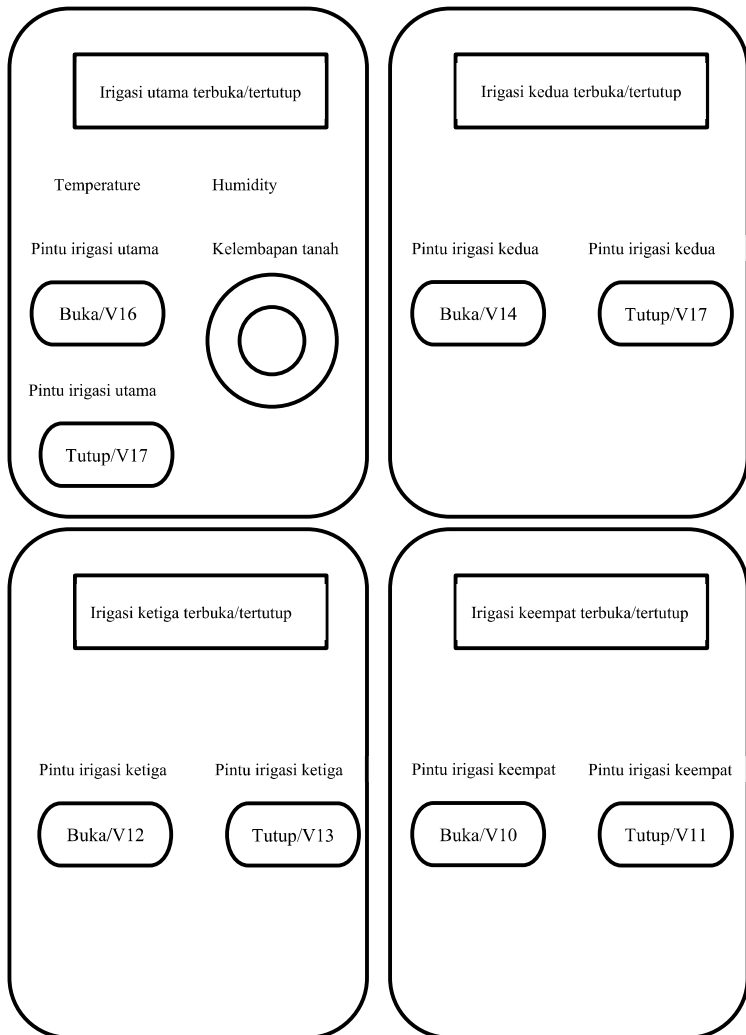 Irigasi utama terbuka/tertutup
Temperature
Humidity
Pintu irigasi utama
Kelembapan tanah
Buka/V16
Pintu irigasi utama
Tutup/V17
Irigasi kedua terbuka/tertutup
Pintu irigasi kedua
Pintu irigasi kedua
Buka/V14
Tutup/V17
Irigasi ketiga terbuka/tertutup
Pintu irigasi ketiga
Pintu irigasi ketiga
Buka/V12
Tutup/V13
Irigasi keempat terbuka/tertutup
Pintu irigasi keempat
Pintu irigasi keempat
Buka/V10
Tutup/V11